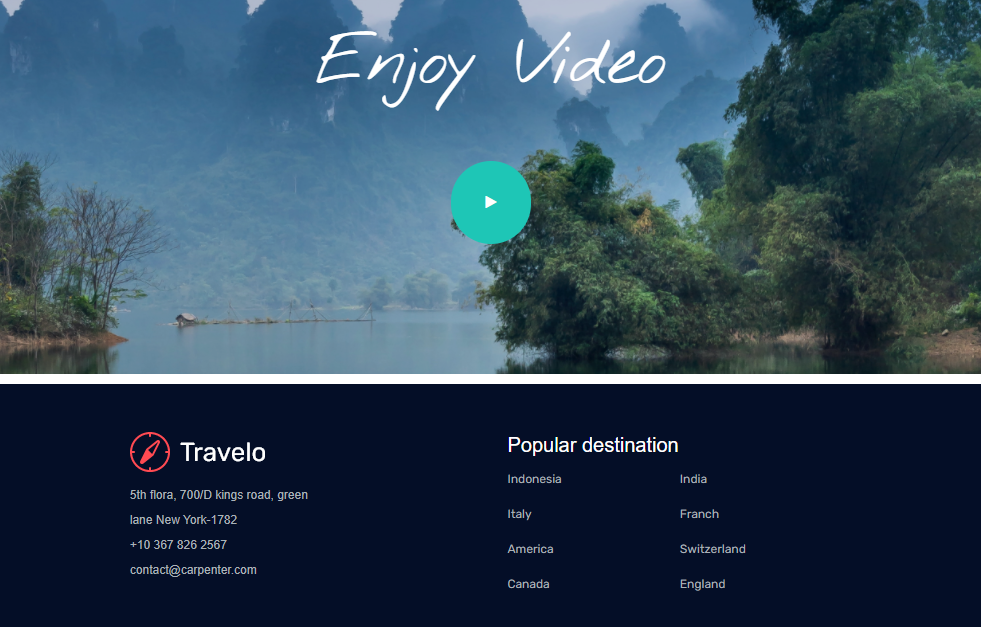 Enjoy Video
Travelo
5th flora, 700/D kings road, green
lane New York-1782
+10 367 826 2567
contact@carpenter.com
Popular destination
Indonesia
India
Italy
Franch
America
Switzerland
Canada
England